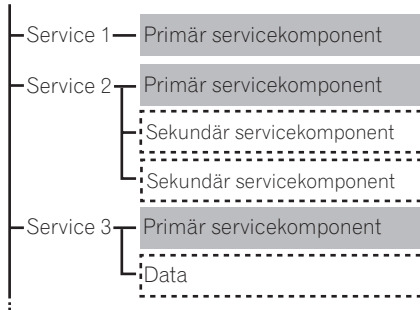 Service 1 Primär servicekomponent
Service 2 Primär servicekomponent
Sekundär servicekomponent
Sekundär servicekomponent
Service 3 Primär servicekomponent
Data